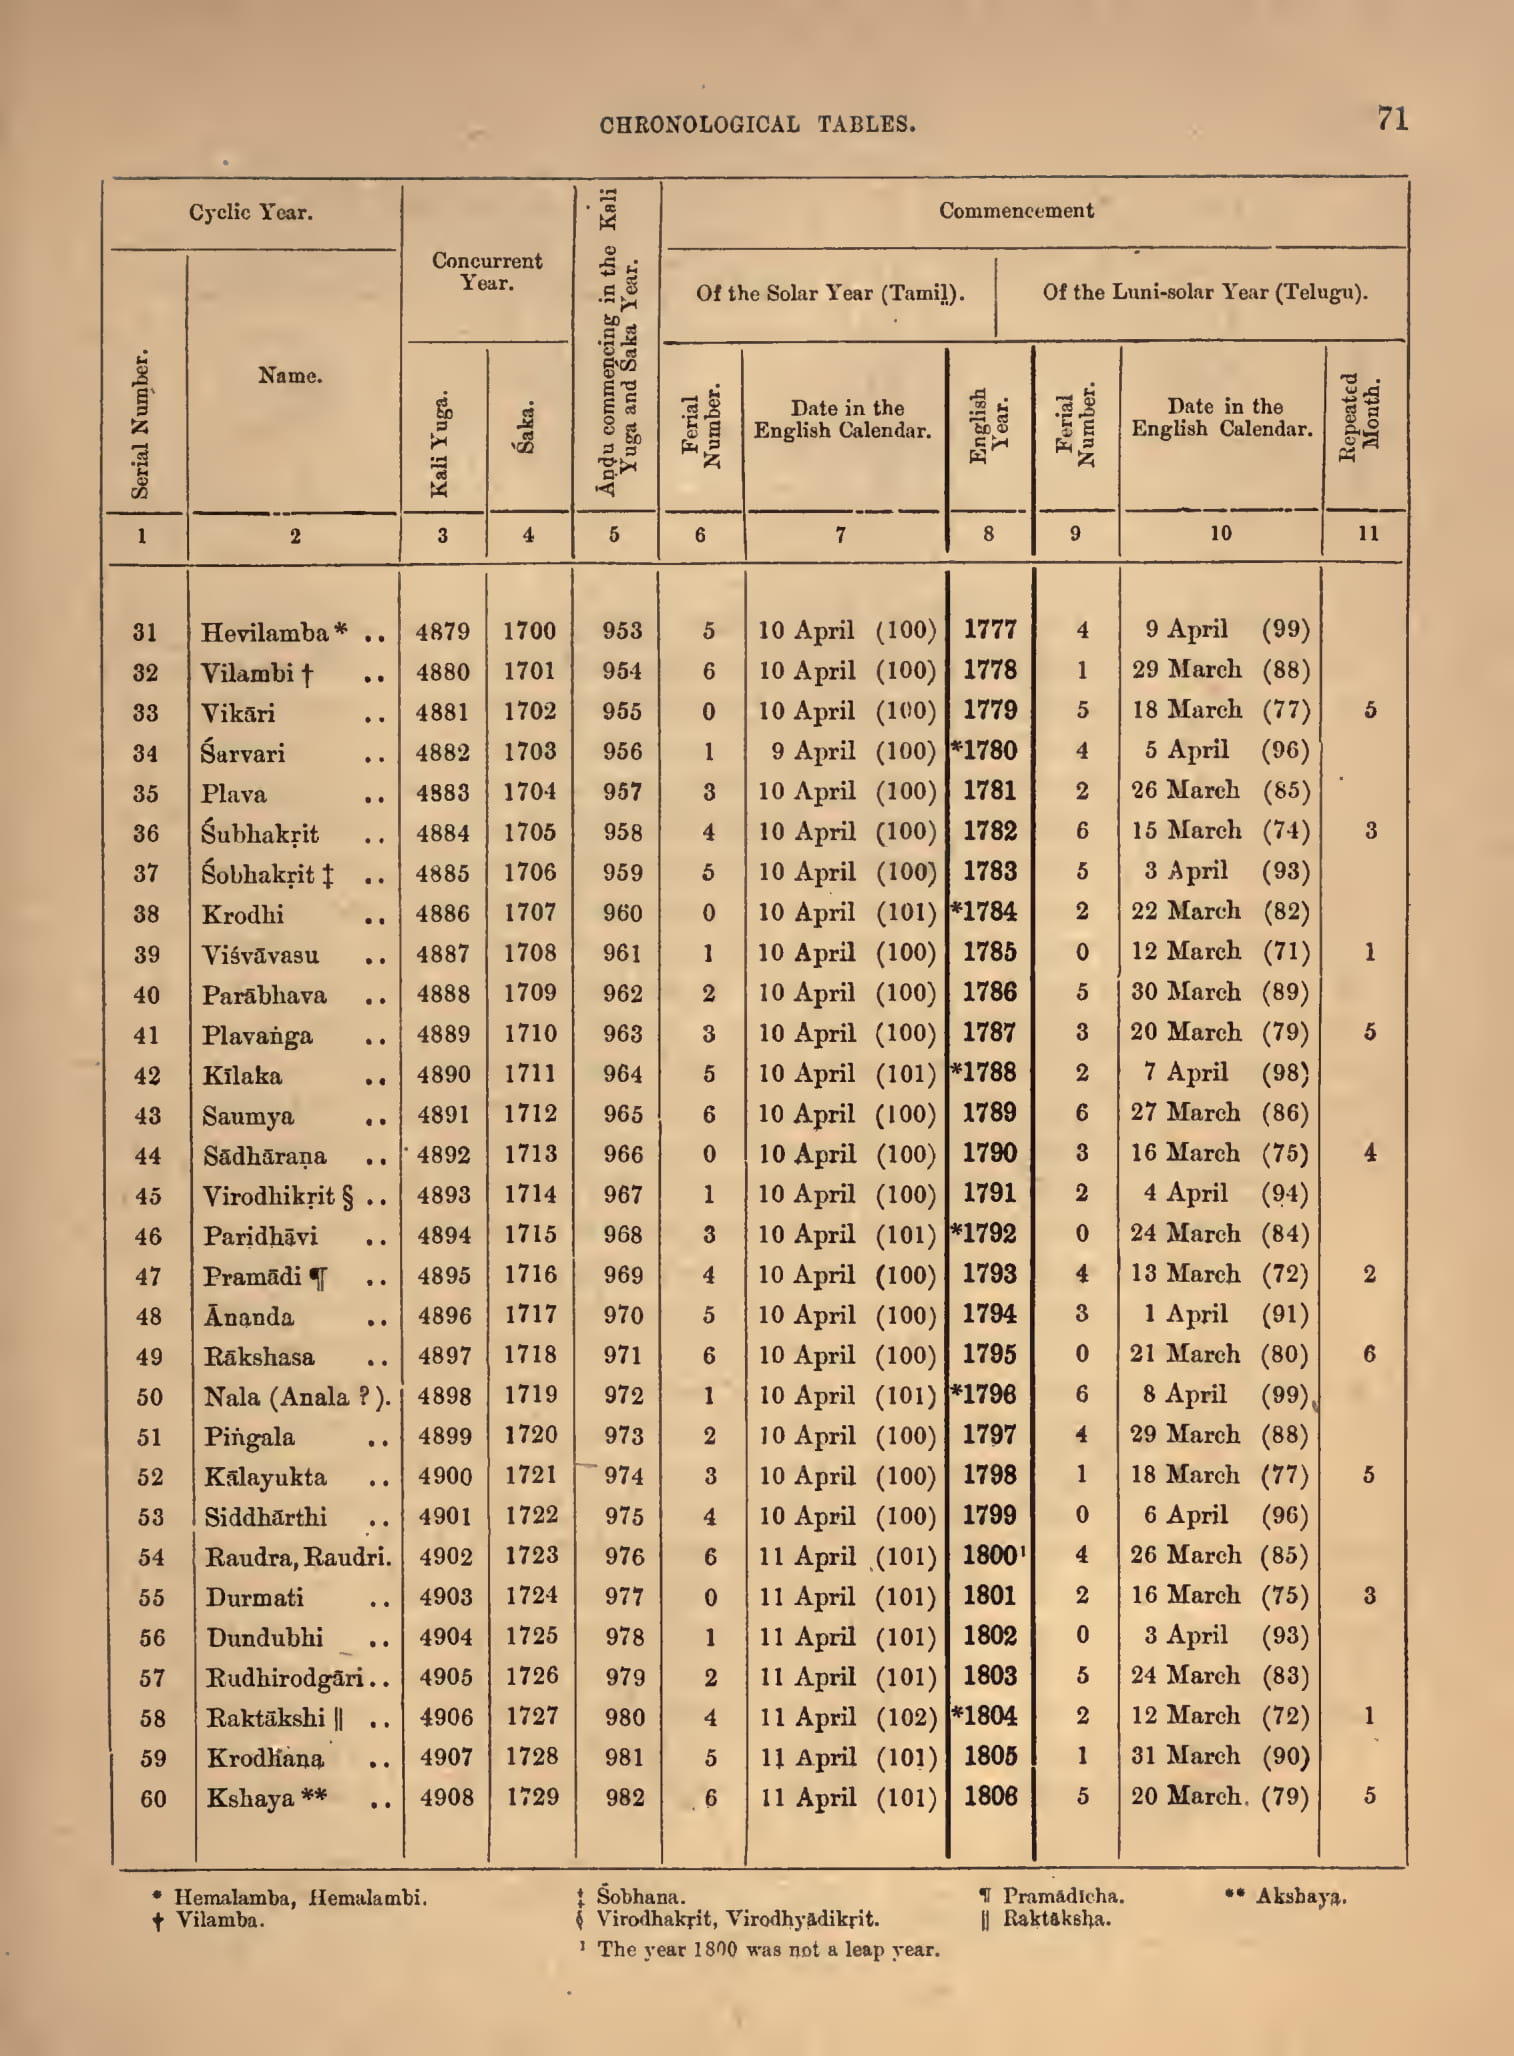 CHRONOLOGICAL TABLES.
71
Cyclic Year.
Concurrent
Year.
Āṇḍu commencing in the Kali
Yuga and Śaka Year.
Commencement
Of the Solar Year (Tamiḻ).
Of the Luni-solar Year (Telugu).
Serial Number.
Name.
Kali Yuga.
Śaka.
Ferial
Number.
Date in the
English Calendar.
English
Year.
Ferial
Number.
Date in the
English Calendar.
Repeated
Month.
1 2 3 4 5 6 7 8 9 10 11
31 Hevilamba * .. 4879 1700 953 5 10 April (100) 1777 4 9 April (99)
32 Vilambi † .. 4880 1701 954 6 10 April (100) 1778 1 29 March (88)
33 Vikāri .. 4881 1702 955 0 10 April (100) 1779 5 18 March (77) 5
34 Śarvari .. 4882 1703 956 1 9 April (100) *1780 4 5 April (96)
35 Plava .. 4883 1704 957 3 10 April (100) 1781 2 26 March (85)
36 Śubhakṛit .. 4884 1705 958 4 10 April (100) 1782 6 15 March (74) 3
37 Śobhakṛit ‡ .. 4885 1706 959 5 10 April (100) 1783 5 3 April (93)
38 Krodhi .. 4886 1707 960 0 10 April (101) *1784 2 22 March (82)
39 Viśvāvasu .. 4887 1708 961 1 10 April (100) 1785 0 12 March (71) 1
40 Parābhava .. 4888 1709 962 2 10 April (100) 1786 5 30 March (89)
41 Plavaṅga .. 4889 1710 963 3 10 April (100) 1787 3 20 March (79) 5
42 Kīlaka .. 4890 1711 964 5 10 April (101) *1788 2 7 April (98)
43 Saumya .. 4891 1712 965 6 10 April (100) 1789 6 27 March (86)
44 Sādhāraṇa .. 4892 1713 966 0 10 April (100) 1790 3 16 March (75) 4
45 Virodhikṛit § .. 4893 1714 967 1 10 April (100) 1791 2 4 April (94)
46 Paridhāvi .. 4894 1715 968 3 10 April (101) *1792 0 24 March (84)
47 Pramādi ¶ .. 4895 1716 969 4 10 April (100) 1793 4 13 March (72) 2
48 Ānanda .. 4896 1717 970 5 10 April (100) 1794 3 1 April (91)
49 Rākshasa .. 4897 1718 971 6 10 April (100) 1795 0 21 March (80) 6
50 Nala (Anala ?). 4898 1719 972 1 10 April (101) *1796 6 8 April (99)
51 Piṅgala .. 4899 1720 973 2 10 April (100) 1797 4 29 March (88)
52 Kālayukta .. 4900 1721 974 3 10 April (100) 1798 1 18 March (77) 5
53 Siddhārthi .. 4901 1722 975 4 10 April (100) 1799 0 6 April (96)
54 Raudra, Raudri. 4902 1723 976 6 11 April (101) 1800¹ 4 26 March (85)
55 Durmati .. 4903 1724 977 0 11 April (101) 1801 2 16 March (75) 3
56 Dundubhi .. 4904 1725 978 1 11 April (101) 1802 0 3 April (93)
57 Rudhirodgāri .. 4905 1726 979 2 11 April (101) 1803 5 24 March (83)
58 Raktākshi || .. 4906 1727 980 4 11 April (102) *1804 2 12 March (72) 1
59 Krodhana .. 4907 1728 981 5 11 April (101) 1805 1 31 March (90)
60 Kshaya ** .. 4908 1729 982 6 11 April (101) 1806 5 20 March. (79) 5
* Hemalamba, Hemalambi. ‡ Śobhana. ¶ Pramādīcha. ** Akshaya.
† Vilamba. § Virodhakṛit, Virodhyādikṛit. || Raktāksha.
¹ The year 1800 was not a leap year.